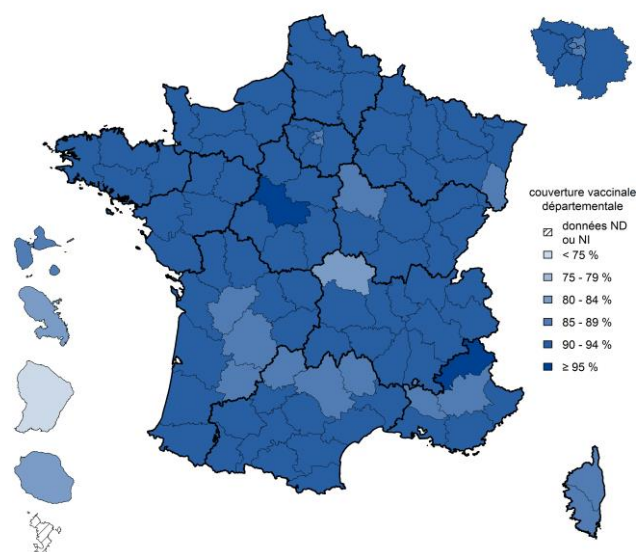 couverture vaccinale
départementale
données ND
ou NI
< 75 %
75 - 79 %
80 - 84 %
85 - 89 %
90 - 94 %
≥ 95 %